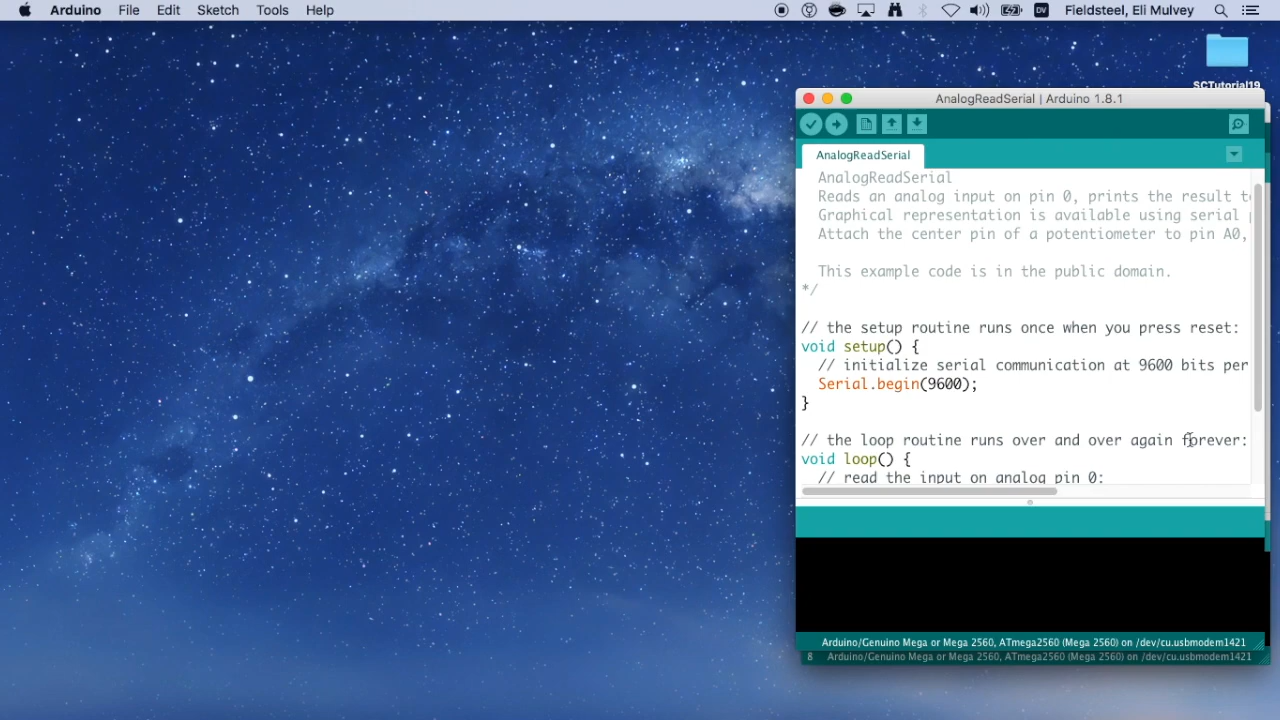 Arduino File Edit Sketch Tools Help DV Fieldsteel, Eli Mulvey
SCTutorial19
AnalogReadSerial | Arduino 1.8.1
AnalogReadSerial
AnalogReadSerial
Reads an analog input on pin 0, prints the result to
Graphical representation is available using serial
Attach the center pin of a potentiometer to pin A0,
This example code is in the public domain.
*/
// the setup routine runs once when you press reset:
void setup() {
// initialize serial communication at 9600 bits per
Serial.begin(9600);
}
// the loop routine runs over and over again forever:
void loop() {
// read the input on analog pin 0:
Arduino/Genuino Mega or Mega 2560, ATmega2560 (Mega 2560) on /dev/cu.usbmodem1421
8 Arduino/Genuino Mega or Mega 2560, ATmega2560 (Mega 2560) on /dev/cu.usbmodem1421